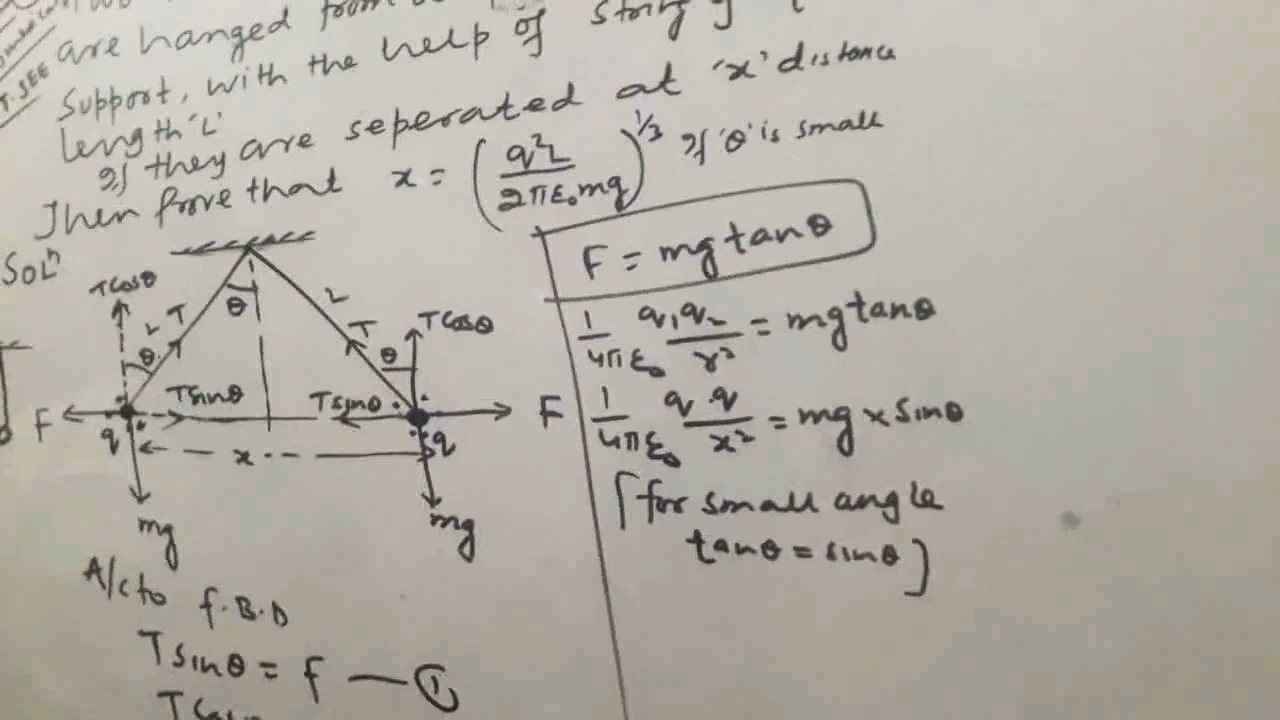 are hanged from
Support, with the help of string of
length 'L'
If they are seperated at 'x' distance
Then Prove that x = (q²L / 2πε₀mg)^1/3 If 'θ' is small
SOLⁿ
Tcosθ
θ
L
T
L
T
Tcosθ
θ
θ
Tsinθ
Tsinθ
F
F
q
q
x
mg
mg
A/c to f.B.D
Tsinθ = F — ①
F = mg tanθ
1/4πε₀ q₁q₂/r² = mg tanθ
1/4πε₀ q.q/x² = mg x sinθ
[for small angle
tanθ = sinθ]